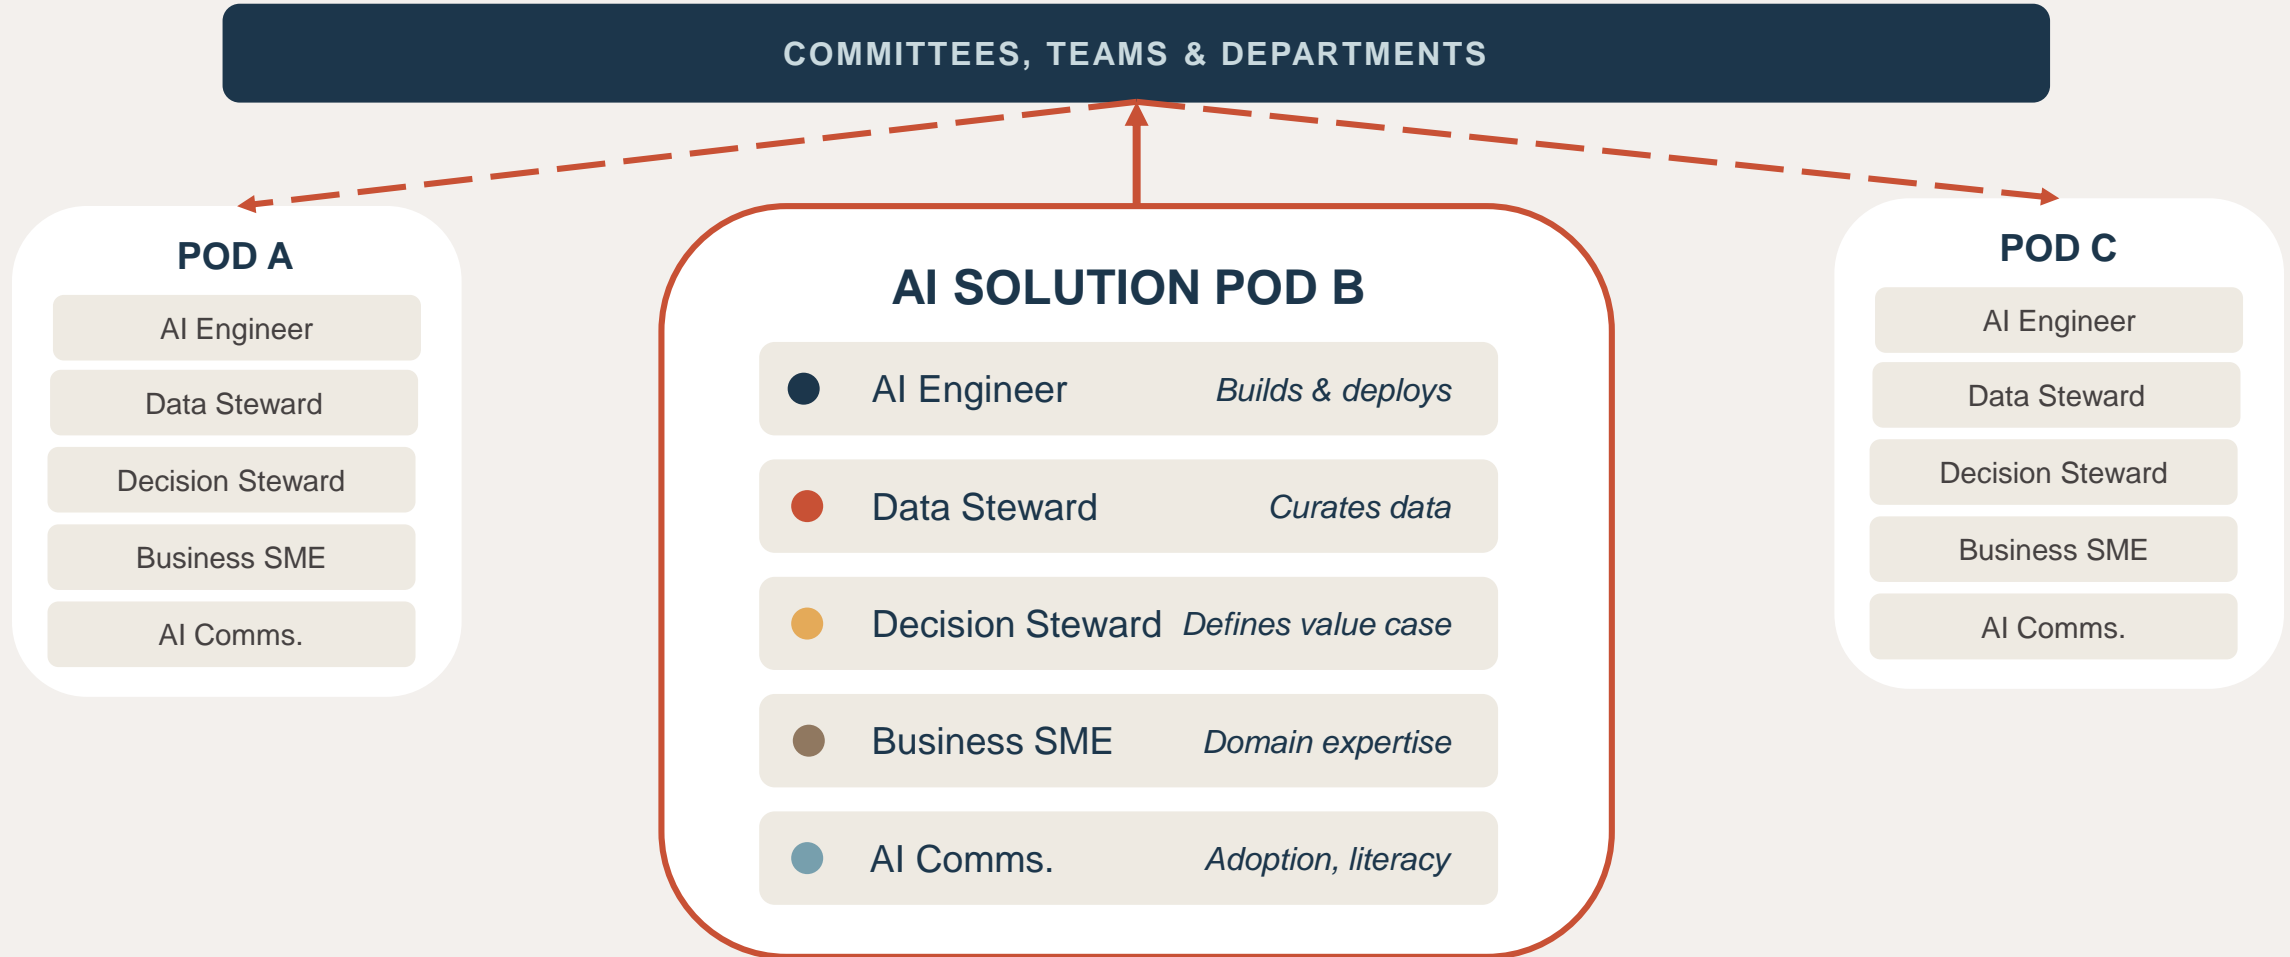 COMMITTEES, TEAMS & DEPARTMENTS
POD A
AI Engineer
Data Steward
Decision Steward
Business SME
AI Comms.
AI SOLUTION POD B
AI Engineer Builds & deploys
Data Steward Curates data
Decision Steward Defines value case
Business SME Domain expertise
AI Comms. Adoption, literacy
POD C
AI Engineer
Data Steward
Decision Steward
Business SME
AI Comms.